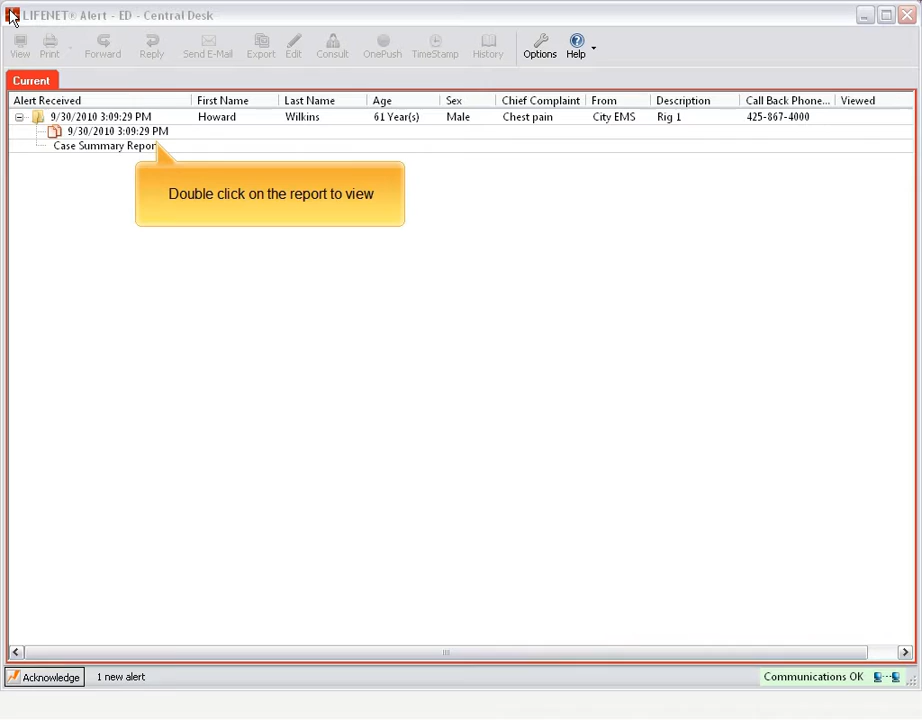 LIFENET® Alert - ED - Central Desk
View Print Forward Reply Send E-Mail Export Edit Consult OnePush TimeStamp History Options Help
Current
Alert Received First Name Last Name Age Sex Chief Complaint From Description Call Back Phone... Viewed
9/30/2010 3:09:29 PM Howard Wilkins 61 Year(s) Male Chest pain City EMS Rig 1 425-867-4000
9/30/2010 3:09:29 PM
Case Summary Report
Double click on the report to view
Acknowledge 1 new alert Communications OK